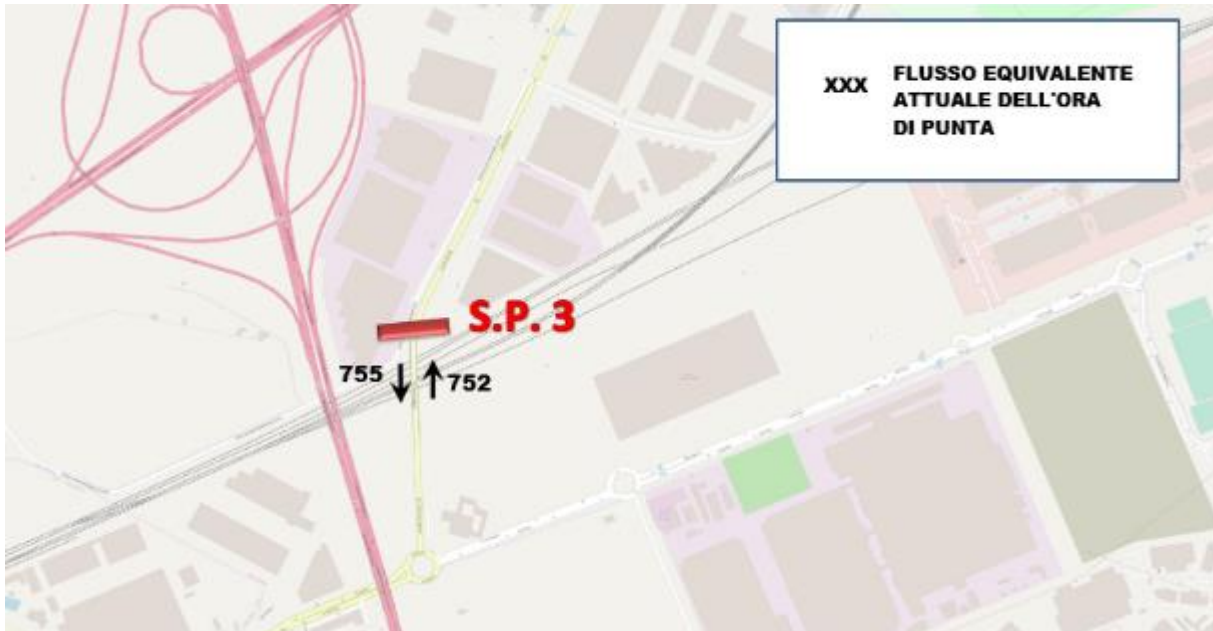 XXX FLUSSO EQUIVALENTE
ATTUALE DELL'ORA
DI PUNTA
S.P. 3
755
752